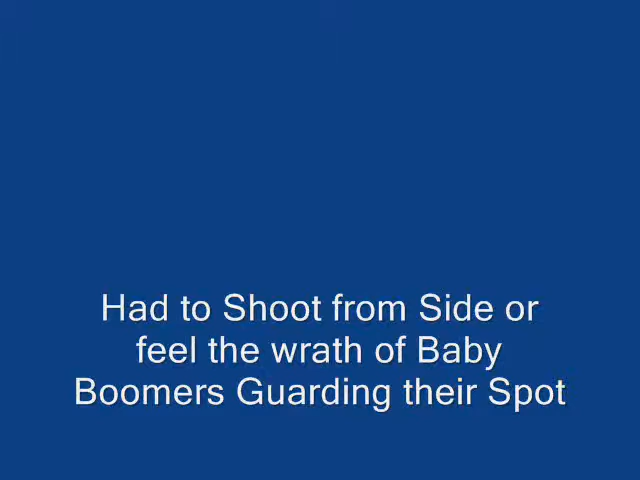 Had to Shoot from Side or
feel the wrath of Baby
Boomers Guarding their Spot